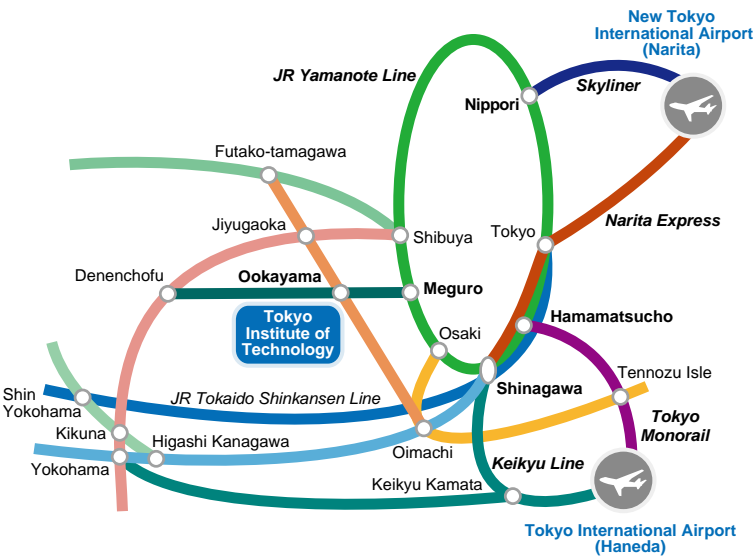 New Tokyo
International Airport
(Narita)
JR Yamanote Line
Skyliner
Nippori
Futako-tamagawa
Jiyugaoka
Shibuya
Tokyo
Narita Express
Denenchofu
Ookayama
Meguro
Tokyo
Institute of
Technology
Hamamatsucho
Osaki
Shin
Yokohama
JR Tokaido Shinkansen Line
Shinagawa
Tennozu Isle
Kikuna
Higashi Kanagawa
Oimachi
Tokyo
Monorail
Yokohama
Keikyu Line
Keikyu Kamata
Tokyo International Airport
(Haneda)